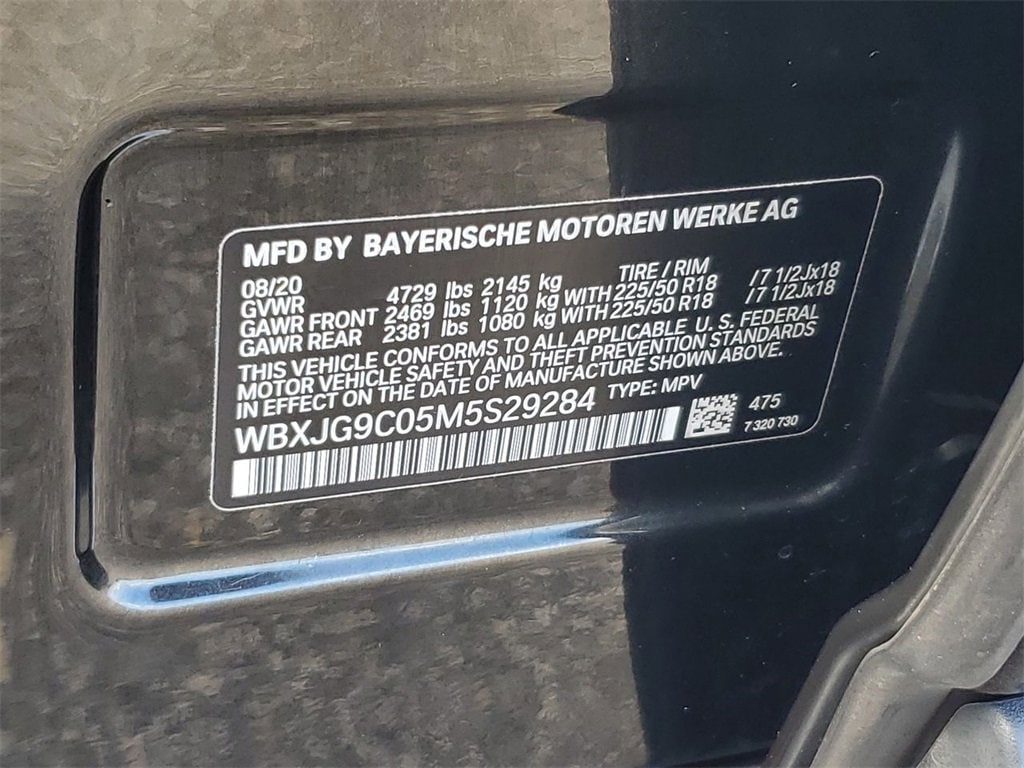 MFD BY BAYERISCHE MOTOREN WERKE AG
08/20 TIRE / RIM
GVWR 4729 lbs 2145 kg
GAWR FRONT 2469 lbs 1120 kg WITH 225/50 R18 /7 1/2Jx18
GAWR REAR 2381 lbs 1080 kg WITH 225/50 R18 /7 1/2Jx18
THIS VEHICLE CONFORMS TO ALL APPLICABLE U. S. FEDERAL
MOTOR VEHICLE SAFETY AND THEFT PREVENTION STANDARDS
IN EFFECT ON THE DATE OF MANUFACTURE SHOWN ABOVE.
WBXJG9C05M5S29284 TYPE: MPV
475
7 320 730